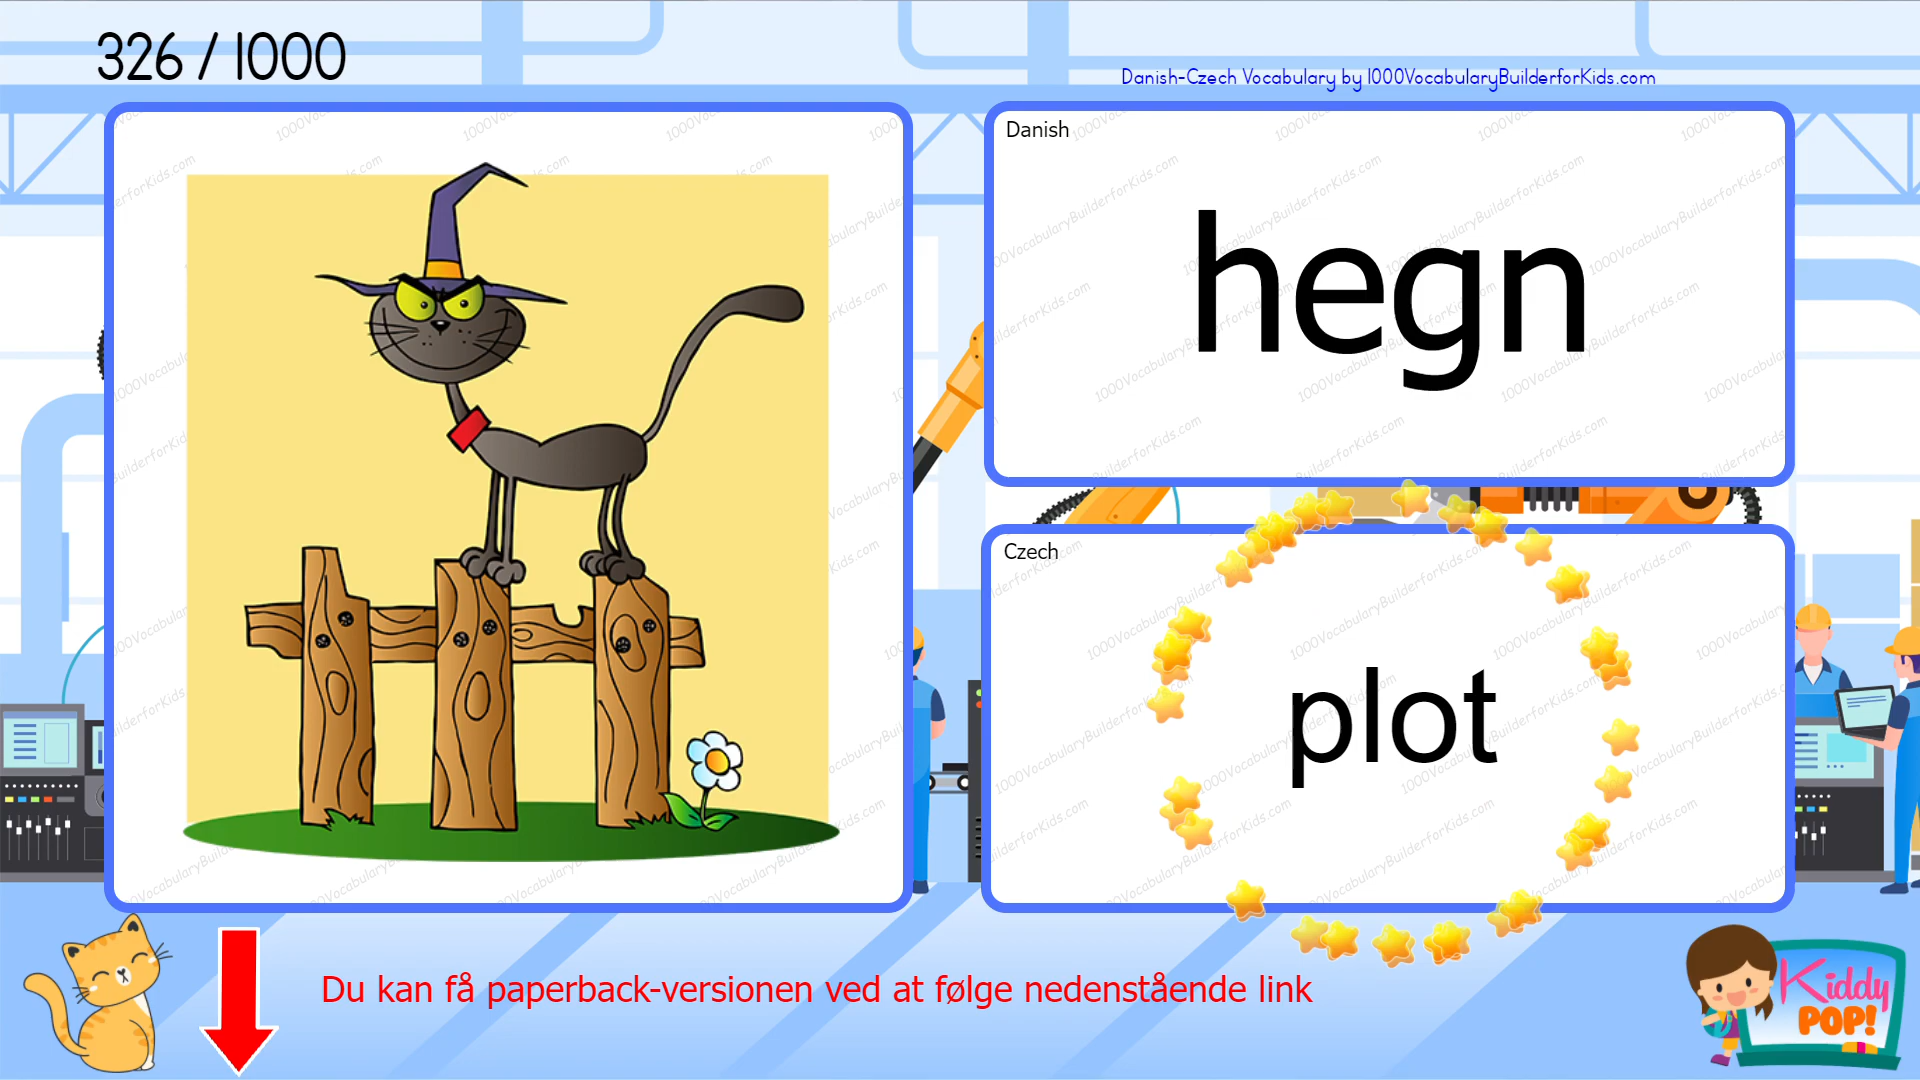 326 / 1000
Danish-Czech Vocabulary by 1000VocabularyBuilderforKids.com
Danish
hegn
Czech
plot
Du kan få paperback-versionen ved at følge nedenstående link
Kiddy
POP!